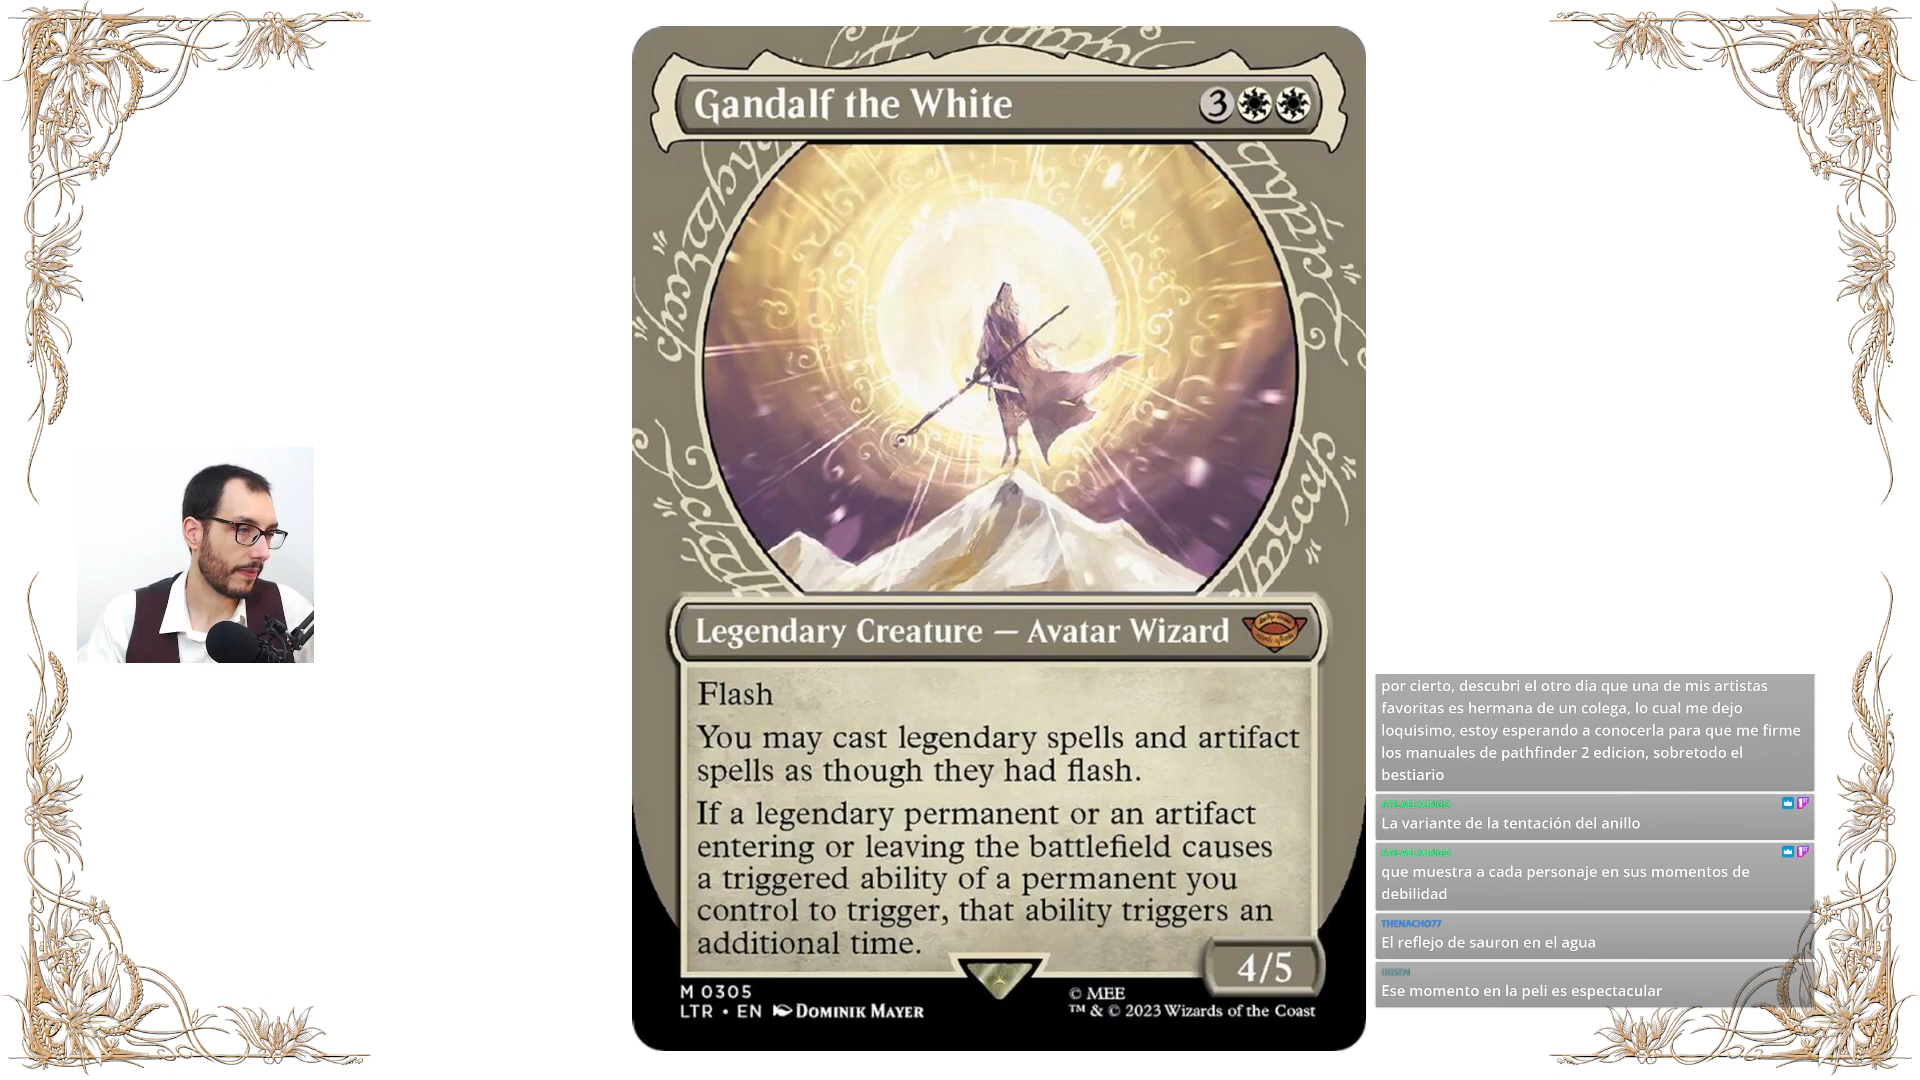 Gandalf the White
3
Legendary Creature — Avatar Wizard
Flash
You may cast legendary spells and artifact
spells as though they had flash.
If a legendary permanent or an artifact
entering or leaving the battlefield causes
a triggered ability of a permanent you
control to trigger, that ability triggers an
additional time.
4/5
M 0305
LTR • EN DOMINIK MAYER
© MEE
™ & © 2023 Wizards of the Coast
por cierto, descubri el otro dia que una de mis artistas
favoritas es hermana de un colega, lo cual me dejo
loquisimo, estoy esperando a conocerla para que me firme
los manuales de pathfinder 2 edicion, sobretodo el
bestiario
La variante de la tentación del anillo
que muestra a cada personaje en sus momentos de
debilidad
THENACHO77
El reflejo de sauron en el agua
Ese momento en la peli es espectacular